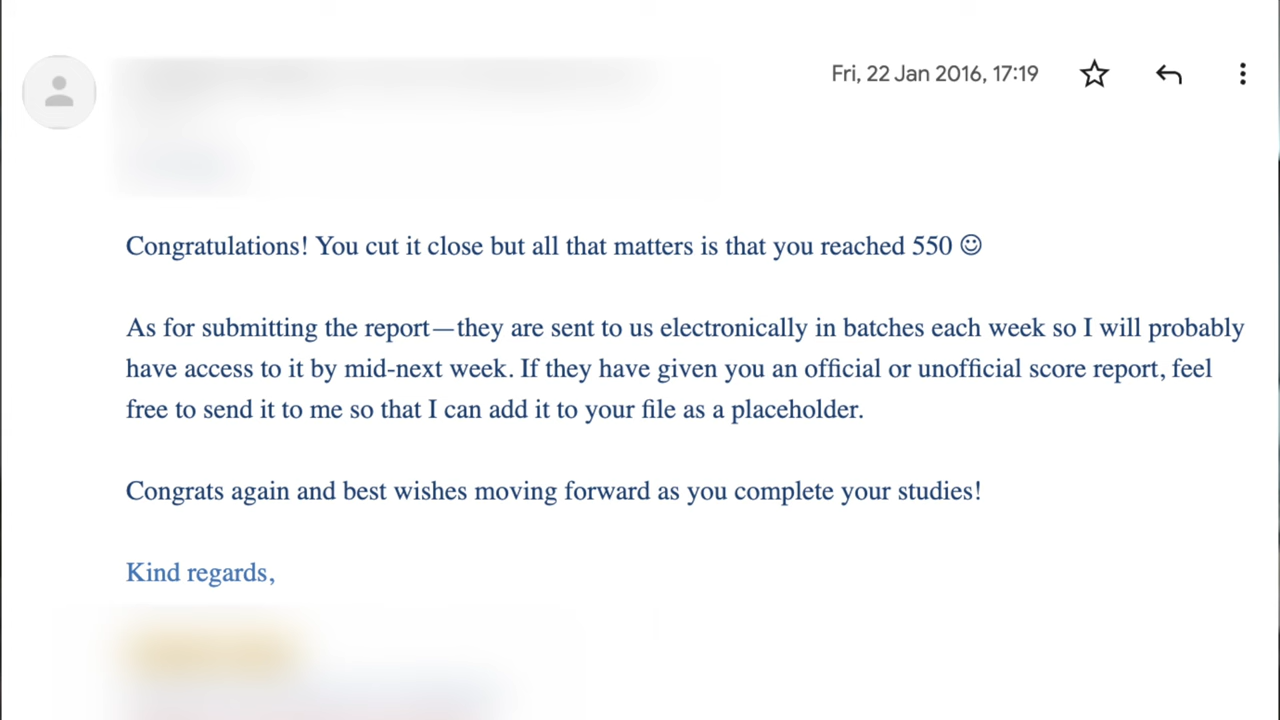 Fri, 22 Jan 2016, 17:19
Congratulations! You cut it close but all that matters is that you reached 550 ☺
As for submitting the report—they are sent to us electronically in batches each week so I will probably
have access to it by mid-next week. If they have given you an official or unofficial score report, feel
free to send it to me so that I can add it to your file as a placeholder.
Congrats again and best wishes moving forward as you complete your studies!
Kind regards,